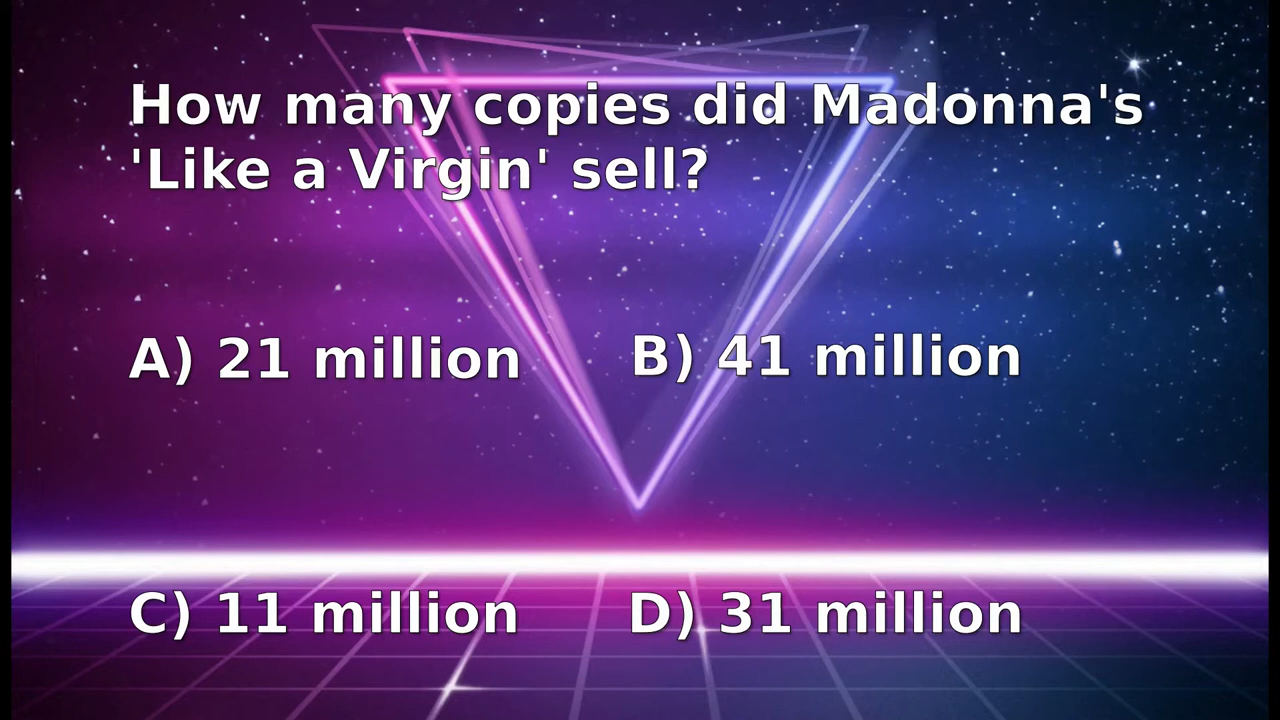 How many copies did Madonna's
'Like a Virgin' sell?
A) 21 million
B) 41 million
C) 11 million
D) 31 million